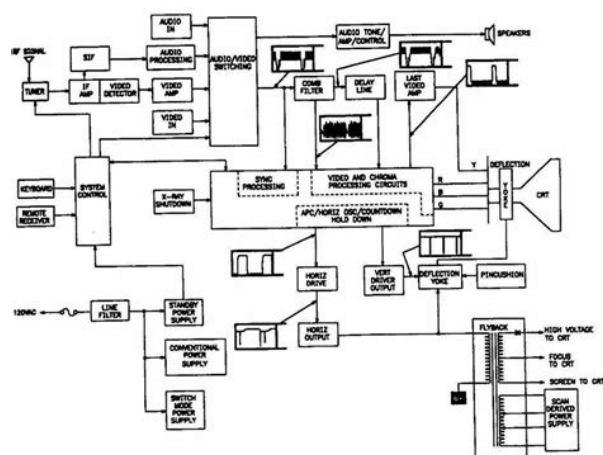 AUDIO
IN
AUDIO TONE/
AMP/CONTROL
SPEAKERS
RF SIGNAL
SIF
AUDIO
PROCESSING
AUDIO/VIDEO
SWITCHING
TUNER
IF
AMP
VIDEO
DETECTOR
VIDEO
AMP
COMB
FILTER
DELAY
LINE
LAST
VIDEO AMP
VIDEO
IN
SYSTEM
CONTROL
KEYBOARD
REMOTE
RECEIVER
X-RAY
SHUTDOWN
SYNC
PROCESSING
VIDEO AND CHROMA
PROCESSING CIRCUITS
APC/HORIZ OSC/COUNTDOWN
HOLD DOWN
Y
R
B
G
DEFLECTION
YOKE
CRT
HORIZ
DRIVE
VERT
DRIVER
OUTPUT
DEFLECTION
YOKE
PINCUSHION
120VAC
LINE
FILTER
STANDBY
POWER
SUPPLY
HORIZ
OUTPUT
CONVENTIONAL
POWER
SUPPLY
SWITCH
MODE POWER
SUPPLY
FLYBACK
HIGH VOLTAGE
TO CRT
FOCUS
TO CRT
SCREEN TO CRT
SCAN
DERIVED
POWER
SUPPLY